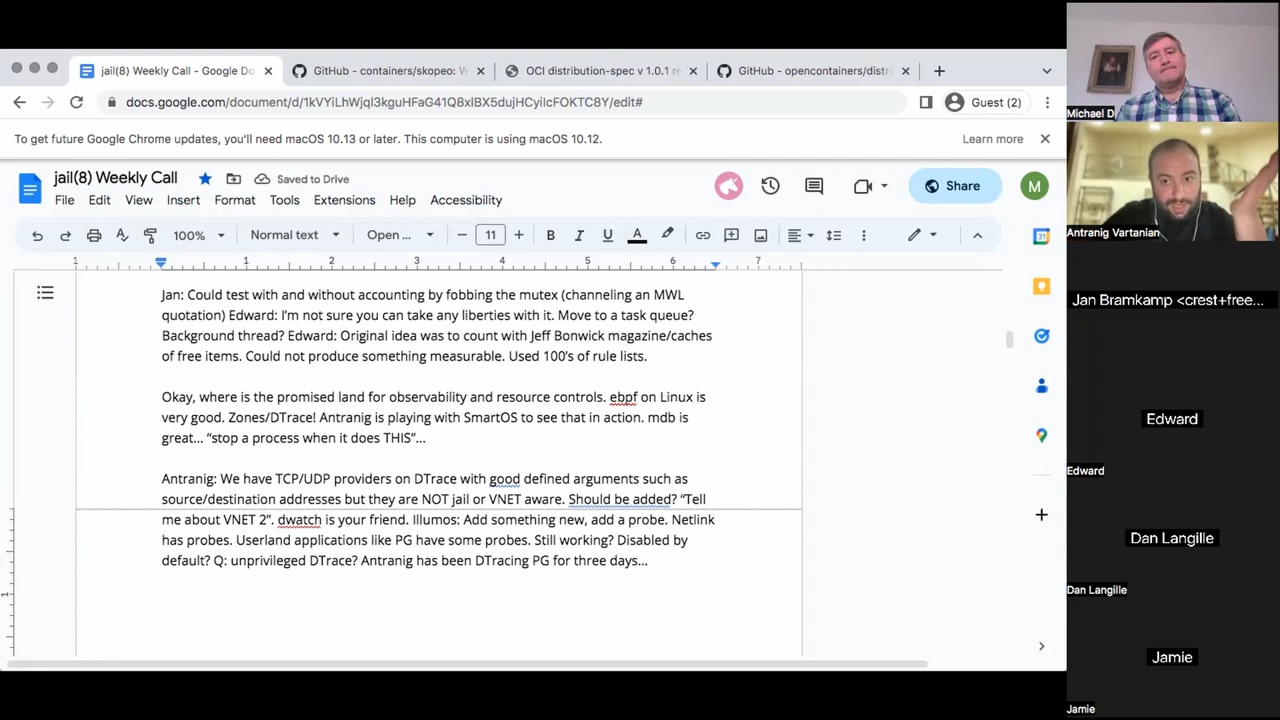 jail(8) Weekly Call - Google Do
GitHub - containers/skopeo: W
OCI distribution-spec v 1.0.1 re
GitHub - opencontainers/distri
docs.google.com/document/d/1kVYiLhWjql3kguHFaG41Q8xlBX5dujHCyilcFOKTC8Y/edit#
Guest (2)
To get future Google Chrome updates, you'll need macOS 10.13 or later. This computer is using macOS 10.12.
Learn more
jail(8) Weekly Call
Saved to Drive
File Edit View Insert Format Tools Extensions Help Accessibility
Share
M
100%
Normal text
Open ...
11
B I U A
1 1 2 3 4 5 6 7
Jan: Could test with and without accounting by fobbing the mutex (channeling an MWL
quotation) Edward: I'm not sure you can take any liberties with it. Move to a task queue?
Background thread? Edward: Original idea was to count with Jeff Bonwick magazine/caches
of free items. Could not produce something measurable. Used 100's of rule lists.
Okay, where is the promised land for observability and resource controls. ebpf on Linux is
very good. Zones/DTrace! Antranig is playing with SmartOS to see that in action. mdb is
great... “stop a process when it does THIS”...
Antranig: We have TCP/UDP providers on DTrace with good defined arguments such as
source/destination addresses but they are NOT jail or VNET aware. Should be added? “Tell
me about VNET 2”. dwatch is your friend. Illumos: Add something new, add a probe. Netlink
has probes. Userland applications like PG have some probes. Still working? Disabled by
default? Q: unprivileged DTrace? Antranig has been DTracing PG for three days...
1
31
Michael D
Antranig Vartanian
Jan Bramkamp <crest+free...
Edward
Edward
Dan Langille
Dan Langille
Jamie
Jamie